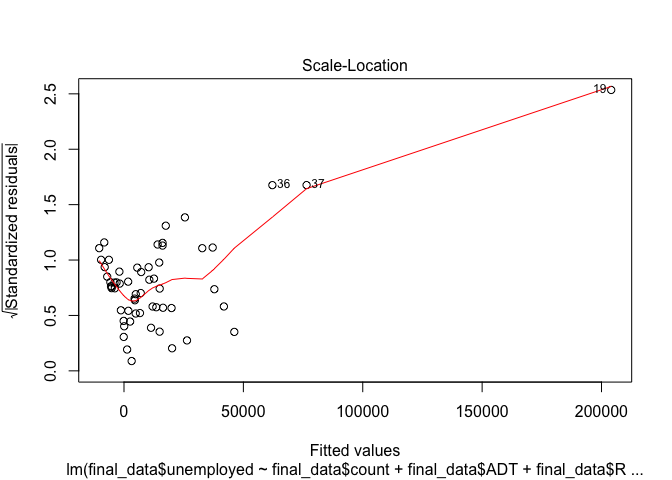 Scale-Location
√|Standardized residuals|
2.5
2.0
1.5
1.0
0.5
0.0
19
36
37
0 50000 100000 150000 200000
Fitted values
lm(final_data$unemployed ~ final_data$count + final_data$ADT + final_data$R ...